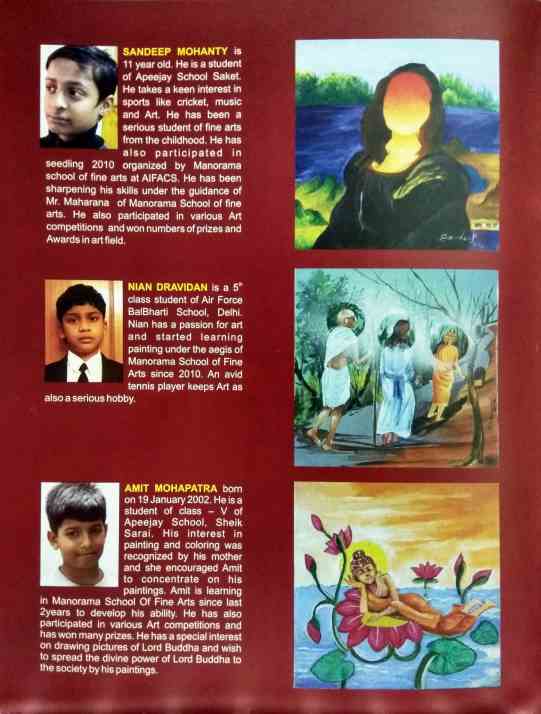 SANDEEP MOHANTY is
11 year old. He is a student
of Apeejay School Saket.
He takes a keen interest in
sports like cricket, music
and Art. He has been a
serious student of fine arts
from the childhood. He has
also participated in
seedling 2010 organized by Manorama
school of fine arts at AIFACS. He has been
sharpening his skills under the guidance of
Mr. Maharana of Manorama School of fine
arts. He also participated in various Art
competitions and won numbers of prizes and
Awards in art field.
NIAN DRAVIDAN is a 5th
class student of Air Force
BalBharti School, Delhi.
Nian has a passion for art
and started learning
painting under the aegis of
Manorama School of Fine
Arts since 2010. An avid
tennis player keeps Art as
also a serious hobby.
AMIT MOHAPATRA born
on 19 January 2002. He is a
student of class – V of
Apeejay School, Sheik
Sarai. His interest in
painting and coloring was
recognized by his mother
and she encouraged Amit
to concentrate on his
paintings. Amit is learning
in Manorama School Of Fine Arts since last
2years to develop his ability. He has also
participated in various Art competitions and
has won many prizes. He has a special interest
on drawing pictures of Lord Buddha and wish
to spread the divine power of Lord Buddha to
the society by his paintings.